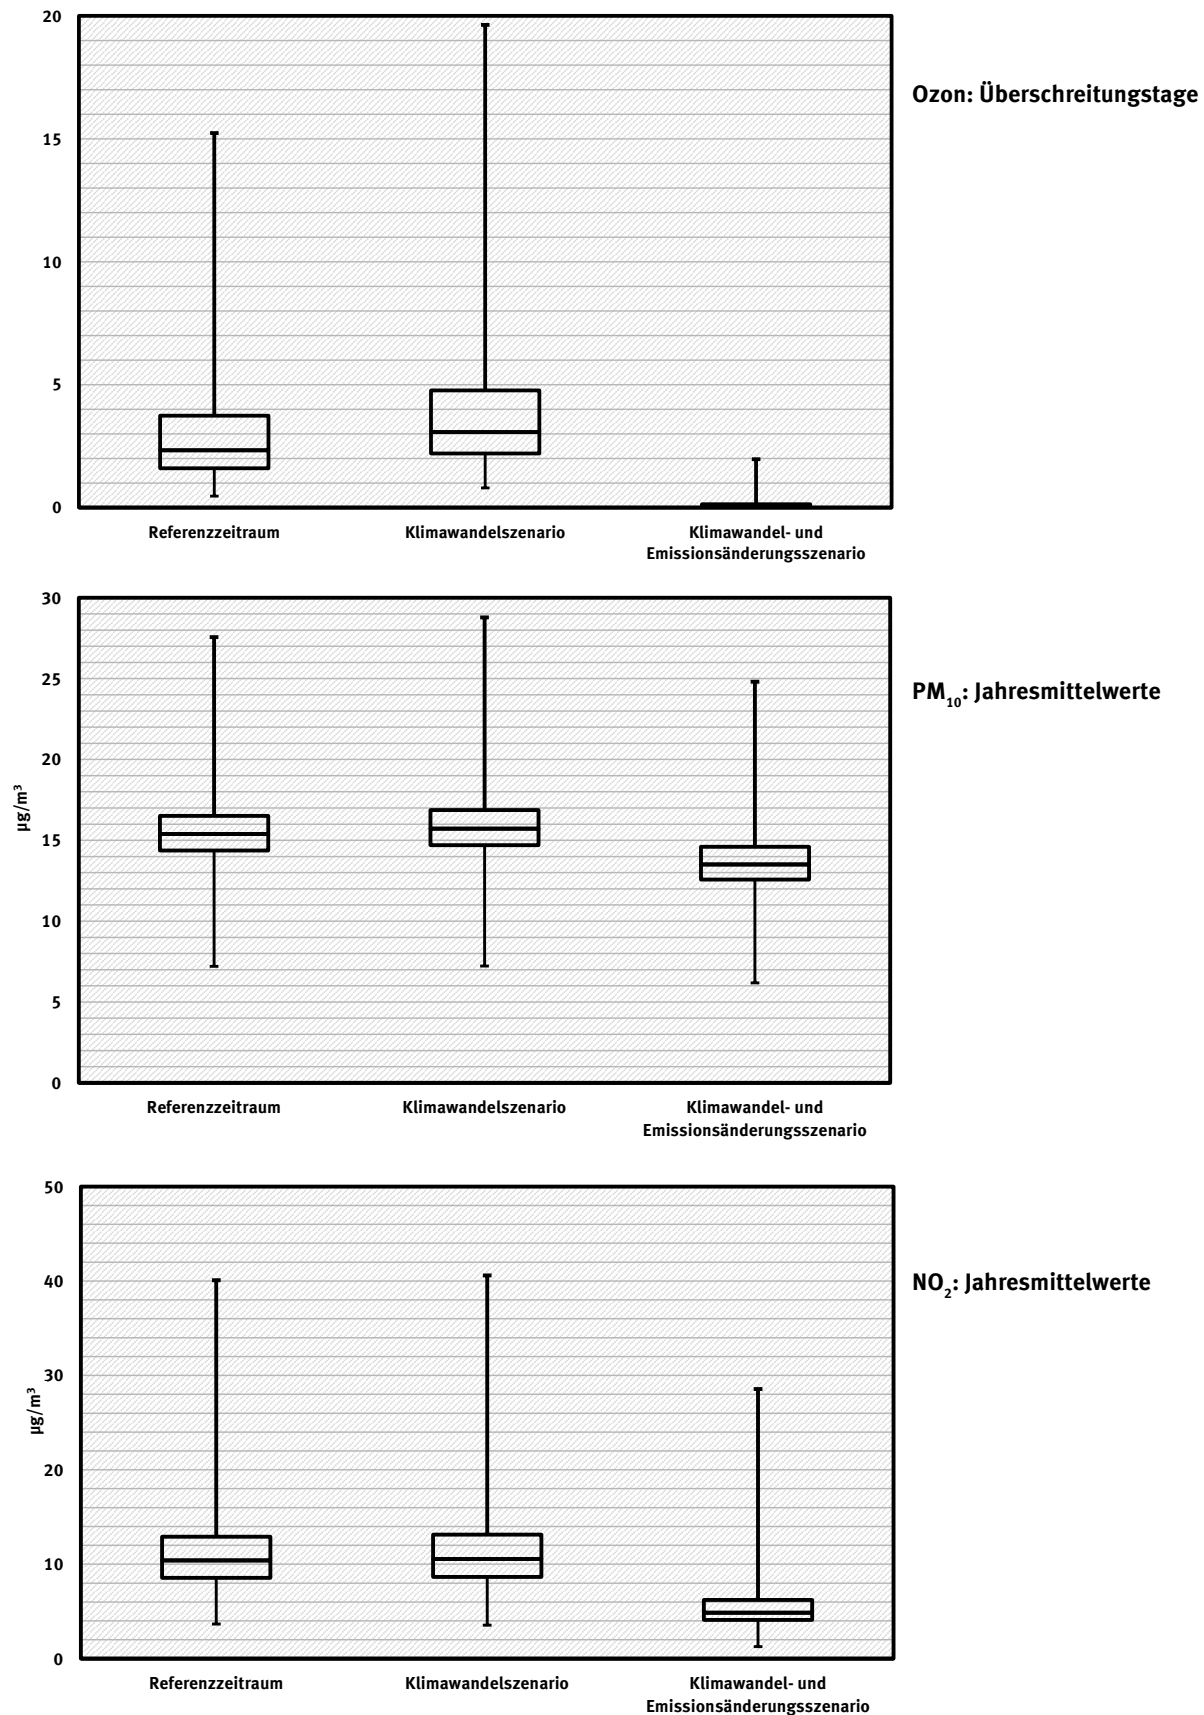 20
Ozon: Überschreitungstage
15
10
5
0
Referenzzeitraum
Klimawandelszenario
Klimawandel- und
Emissionsänderungsszenario
30
25
PM₁₀: Jahresmittelwerte
20
µg/m³
15
10
5
0
Referenzzeitraum
Klimawandelszenario
Klimawandel- und
Emissionsänderungsszenario
50
40
NO₂: Jahresmittelwerte
30
µg/m³
20
10
0
Referenzzeitraum
Klimawandelszenario
Klimawandel- und
Emissionsänderungsszenario